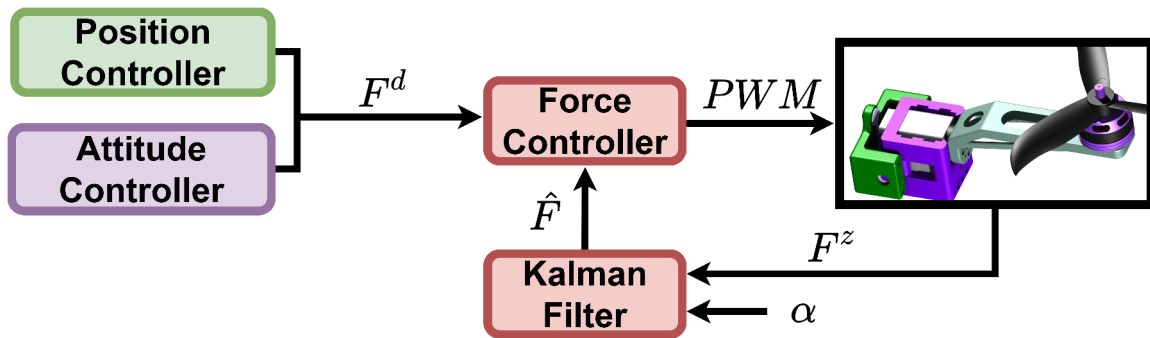 Position
Controller
Attitude
Controller
F^d
Force
Controller
PWM
F̂
Kalman
Filter
F^z
α